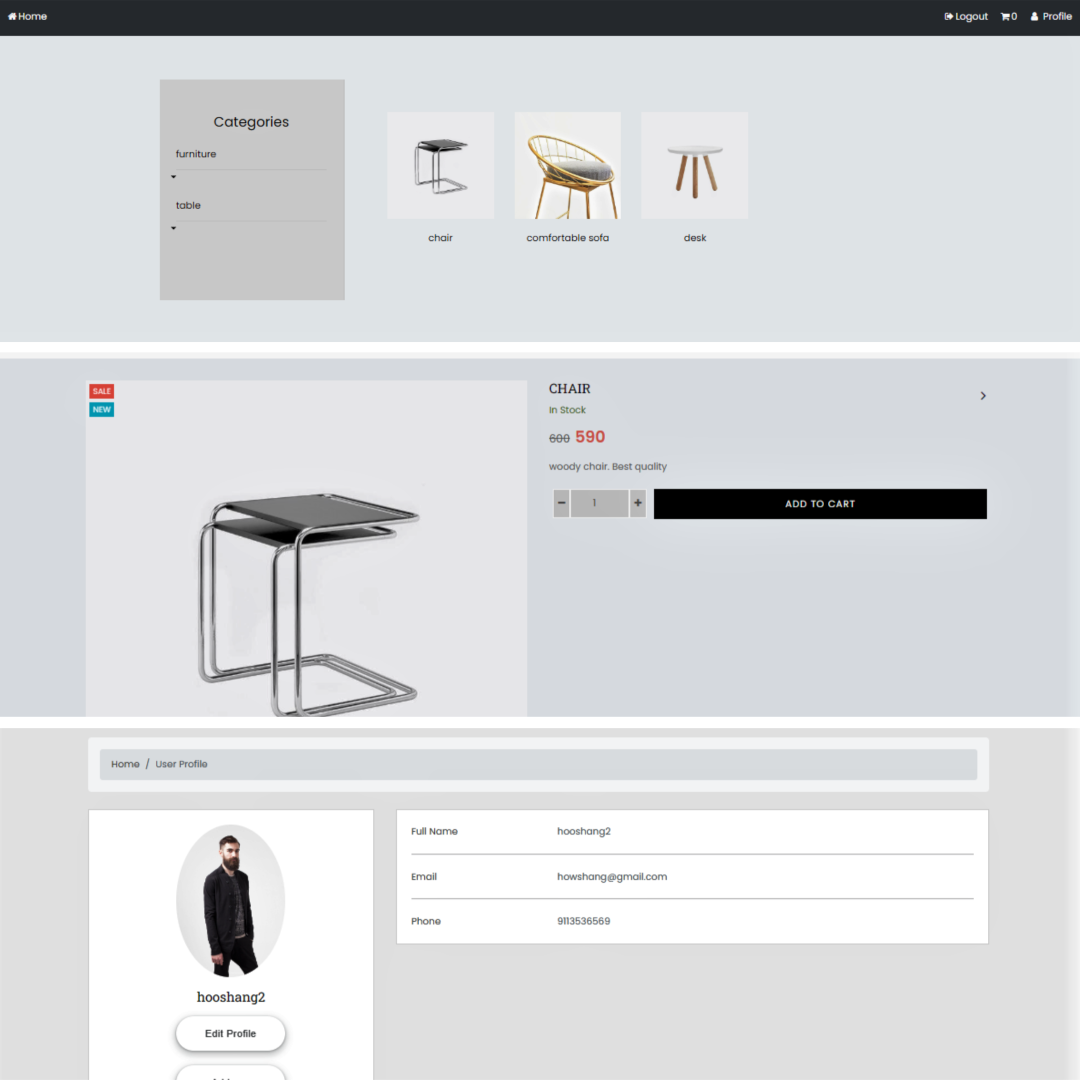 Home
Logout 0 Profile
Categories
furniture
table
chair
comfortable sofa
desk
SALE
NEW
CHAIR
In Stock
600 590
woody chair. Best quality
− 1 +
ADD TO CART
Home / User Profile
hooshang2
Edit Profile
Full Name hooshang2
Email howshang@gmail.com
Phone 9113536569